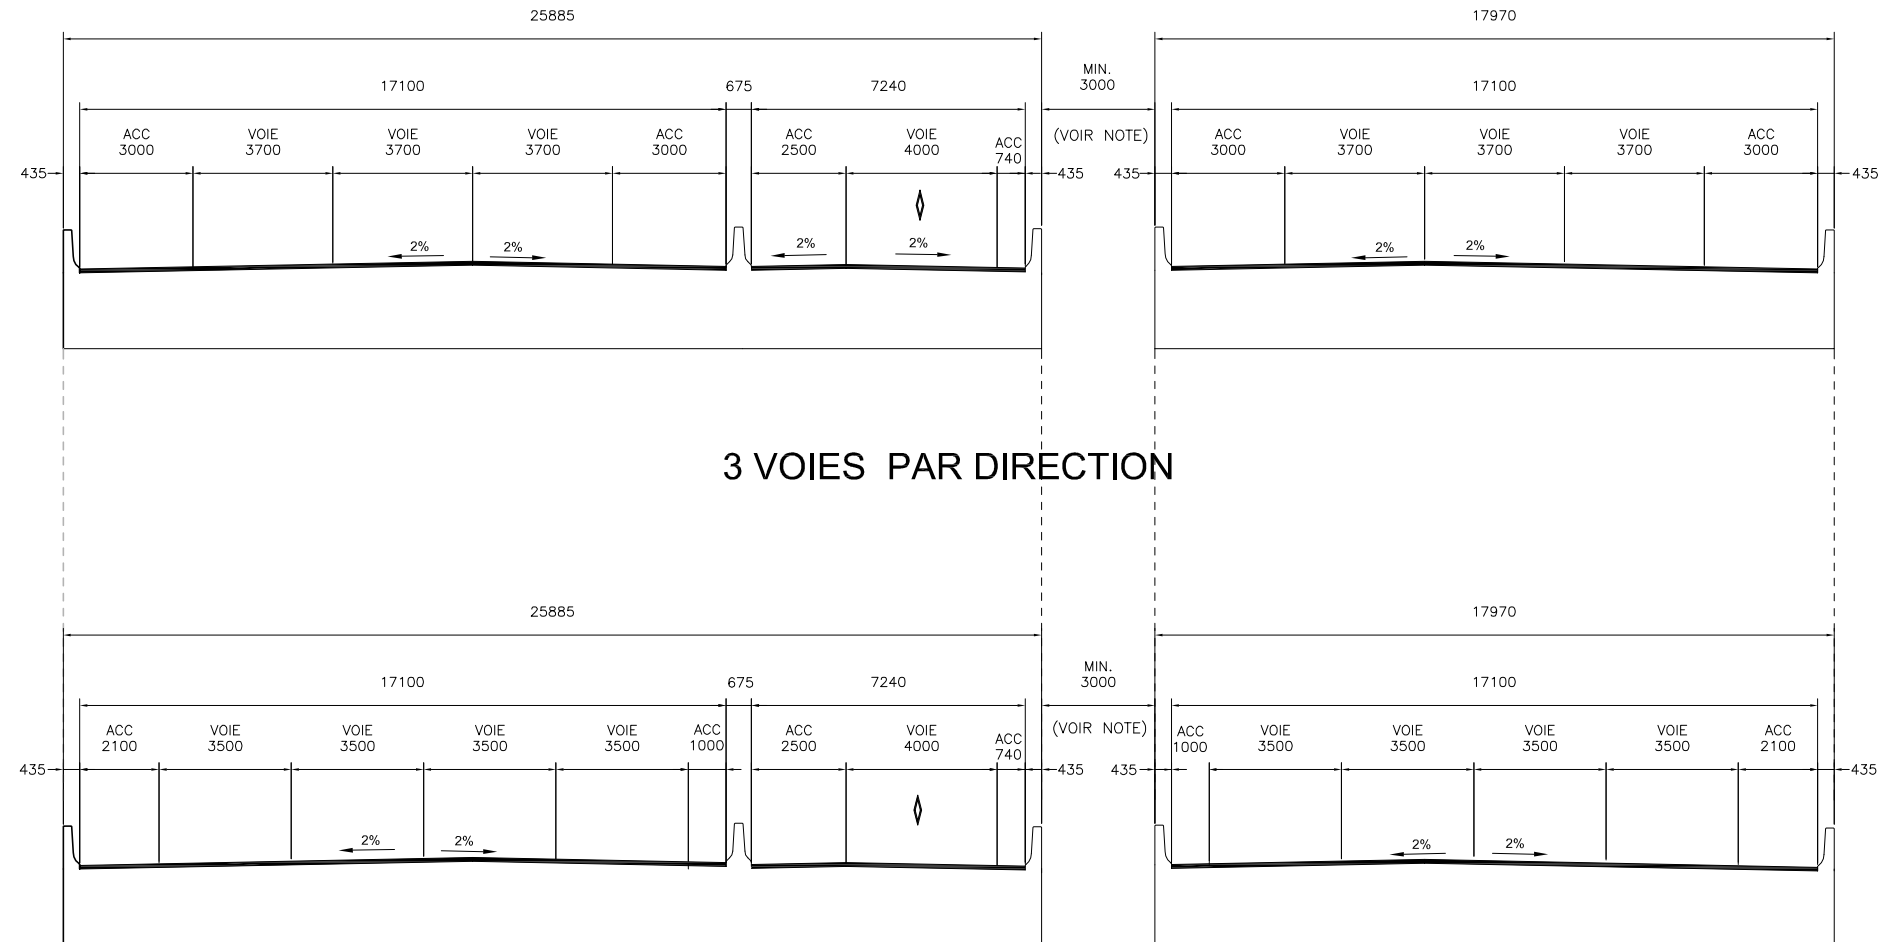 25885
17970
17100
675
7240
MIN.
3000
17100
ACC
3000
VOIE
3700
VOIE
3700
VOIE
3700
ACC
3000
ACC
2500
VOIE
4000
ACC
740
(VOIR NOTE)
ACC
3000
VOIE
3700
VOIE
3700
VOIE
3700
ACC
3000
435
435
435
435
2%
2%
2%
2%
2%
2%
3 VOIES PAR DIRECTION
25885
17970
17100
675
7240
MIN.
3000
17100
ACC
2100
VOIE
3500
VOIE
3500
VOIE
3500
VOIE
3500
ACC
1000
ACC
2500
VOIE
4000
ACC
740
(VOIR NOTE)
ACC
1000
VOIE
3500
VOIE
3500
VOIE
3500
VOIE
3500
ACC
2100
435
435
435
435
2%
2%
2%
2%